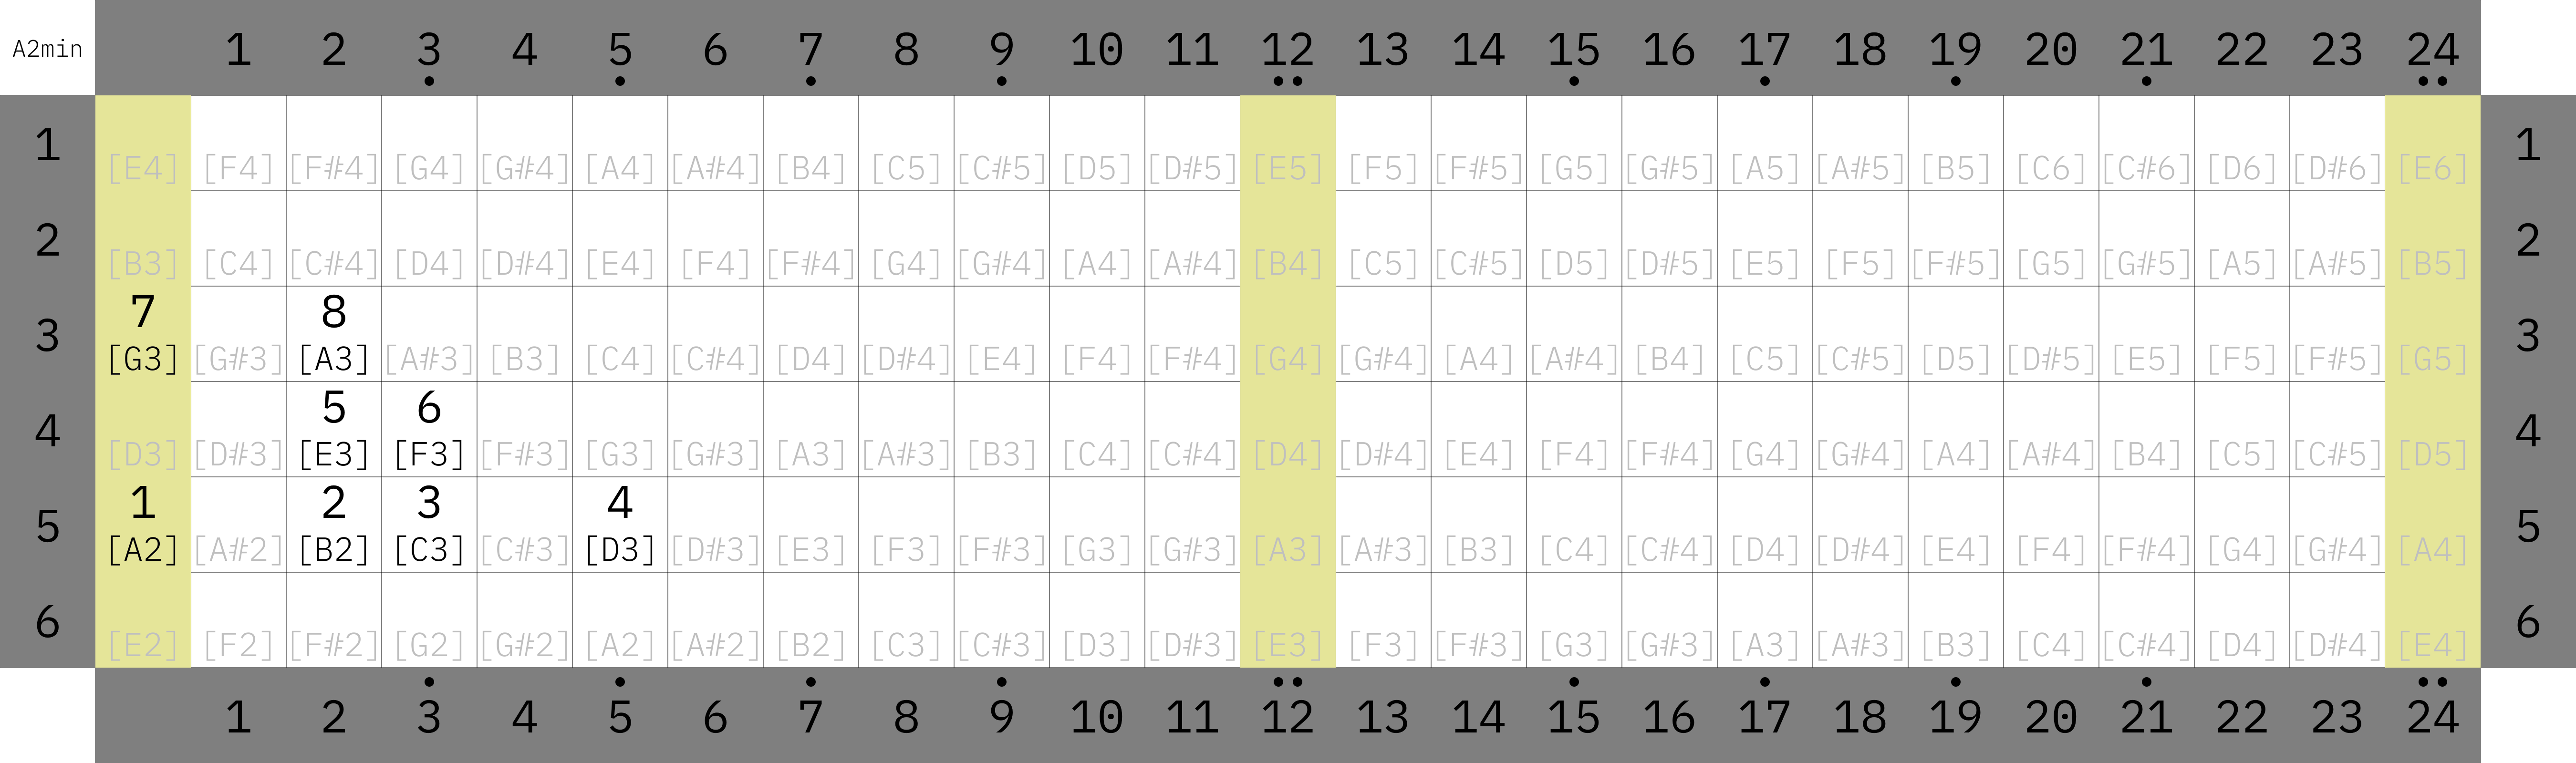 A2min 1 2 3 4 5 6 7 8 9 10 11 12 13 14 15 16 17 18 19 20 21 22 23 24
1 [E4] [F4] [F#4] [G4] [G#4] [A4] [A#4] [B4] [C5] [C#5] [D5] [D#5] [E5] [F5] [F#5] [G5] [G#5] [A5] [A#5] [B5] [C6] [C#6] [D6] [D#6] [E6] 1
2 [B3] [C4] [C#4] [D4] [D#4] [E4] [F4] [F#4] [G4] [G#4] [A4] [A#4] [B4] [C5] [C#5] [D5] [D#5] [E5] [F5] [F#5] [G5] [G#5] [A5] [A#5] [B5] 2
7 8
3 [G3] [G#3] [A3] [A#3] [B3] [C4] [C#4] [D4] [D#4] [E4] [F4] [F#4] [G4] [G#4] [A4] [A#4] [B4] [C5] [C#5] [D5] [D#5] [E5] [F5] [F#5] [G5] 3
5 6
4 [D3] [D#3] [E3] [F3] [F#3] [G3] [G#3] [A3] [A#3] [B3] [C4] [C#4] [D4] [D#4] [E4] [F4] [F#4] [G4] [G#4] [A4] [A#4] [B4] [C5] [C#5] [D5] 4
1 2 3 4
5 [A2] [A#2] [B2] [C3] [C#3] [D3] [D#3] [E3] [F3] [F#3] [G3] [G#3] [A3] [A#3] [B3] [C4] [C#4] [D4] [D#4] [E4] [F4] [F#4] [G4] [G#4] [A4] 5
6 [E2] [F2] [F#2] [G2] [G#2] [A2] [A#2] [B2] [C3] [C#3] [D3] [D#3] [E3] [F3] [F#3] [G3] [G#3] [A3] [A#3] [B3] [C4] [C#4] [D4] [D#4] [E4] 6
1 2 3 4 5 6 7 8 9 10 11 12 13 14 15 16 17 18 19 20 21 22 23 24